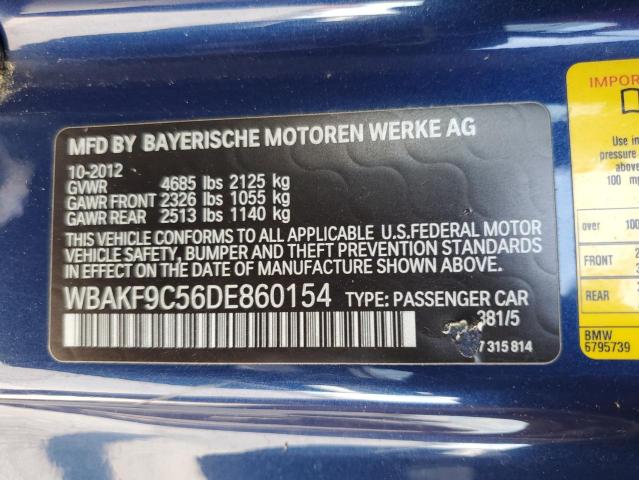 MFD BY BAYERISCHE MOTOREN WERKE AG
10-2012
GVWR 4685 lbs 2125 kg
GAWR FRONT 2326 lbs 1055 kg
GAWR REAR 2513 lbs 1140 kg
THIS VEHICLE CONFORMS TO ALL APPLICABLE U.S.FEDERAL MOTOR
VEHICLE SAFETY, BUMPER AND THEFT PREVENTION STANDARDS
IN EFFECT ON THE DATE OF MANUFACTURE SHOWN ABOVE.
WBAKF9C56DE860154 TYPE: PASSENGER CAR
381/5
7 315 814
IMPOR
Use in
pressure
according
100 mp
over 100
FRONT 2
REAR
BMW
6795739